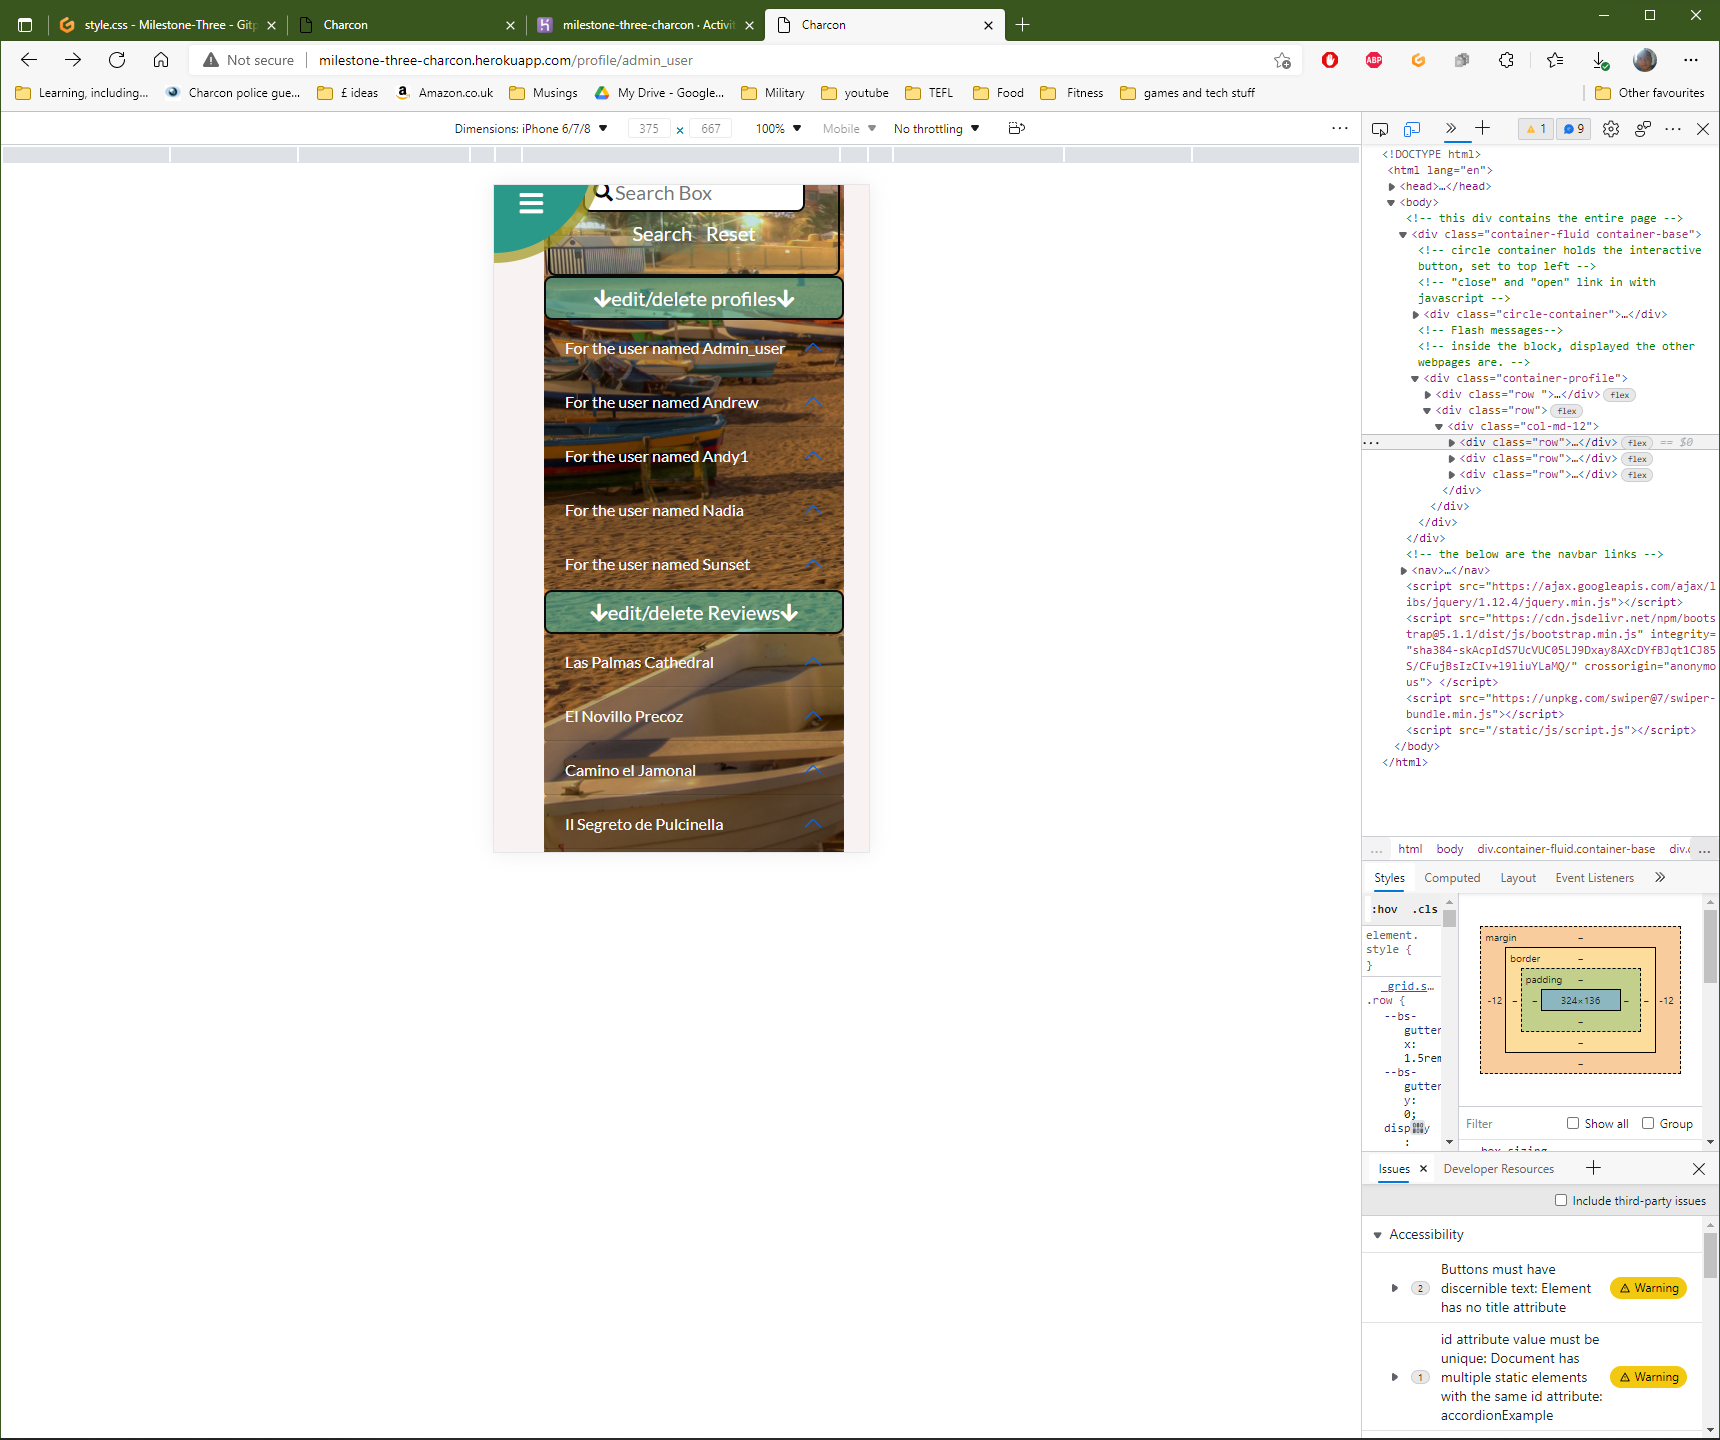 style.css - Milestone-Three - Gitp
Charcon
milestone-three-charcon · Activit
Charcon
Not secure
milestone-three-charcon.herokuapp.com/profile/admin_user
ABP
Learning, including...
Charcon police gue...
£ ideas
Amazon.co.uk
Musings
My Drive - Google...
Military
youtube
TEFL
Food
Fitness
games and tech stuff
Other favourites
Dimensions: iPhone 6/7/8
375
x
667
100%
Mobile
No throttling
1
9
Search Box
Search Reset
edit/delete profiles
For the user named Admin_user
For the user named Andrew
For the user named Andy1
For the user named Nadia
For the user named Sunset
edit/delete Reviews
Las Palmas Cathedral
El Novillo Precoz
Camino el Jamonal
Il Segreto de Pulcinella
<!DOCTYPE html>
<html lang="en">
<head>…</head>
<body>
<!-- this div contains the entire page -->
<div class="container-fluid container-base">
<!-- circle container holds the interactive
button, set to top left -->
<!-- "close" and "open" link in with
javascript -->
<div class="circle-container">…</div>
<!-- Flash messages-->
<!-- inside the block, displayed the other
webpages are. -->
<div class="container-profile">
<div class="row ">…</div> flex
<div class="row"> flex
<div class="col-md-12">
<div class="row">…</div> flex == $0
<div class="row">…</div> flex
<div class="row">…</div> flex
</div>
</div>
</div>
</div>
<!-- the below are the navbar links -->
<nav>…</nav>
<script src="https://ajax.googleapis.com/ajax/l
ibs/jquery/1.12.4/jquery.min.js"></script>
<script src="https://cdn.jsdelivr.net/npm/boots
trap@5.1.1/dist/js/bootstrap.min.js" integrity=
"sha384-skAcpIdS7UcVUC05LJ9Dxay8AXcDYfBJqt1CJ85
S/CFujBsIzCIv+l9liuYLaMQ/" crossorigin="anonymo
us"> </script>
<script src="https://unpkg.com/swiper@7/swiper-
bundle.min.js"></script>
<script src="/static/js/script.js"></script>
</body>
</html>
...
html
body
div.container-fluid.container-base
div.c
...
Styles
Computed
Layout
Event Listeners
:hov
.cls
element.
style {
}
_grid.s…
.row {
--bs-
gutter
x:
1.5rem
--bs-
gutter
y:
0;
disp y
:
margin
-
border
-
padding
-
-12
-
-
324×136
-
-
-12
-
-
-
Filter
Show all
Group
box-sizing
Issues
Developer Resources
Include third-party issues
Accessibility
2
Buttons must have
discernible text: Element
has no title attribute
Warning
1
id attribute value must be
unique: Document has
multiple static elements
with the same id attribute:
accordionExample
Warning